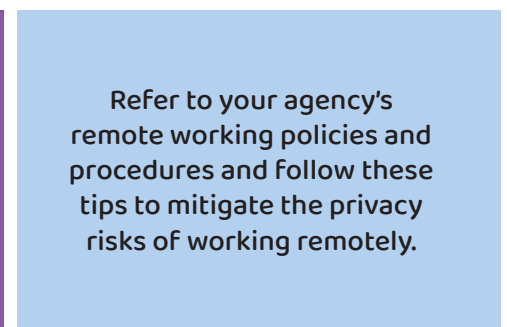 Refer to your agency's
remote working policies and
procedures and follow these
tips to mitigate the privacy
risks of working remotely.